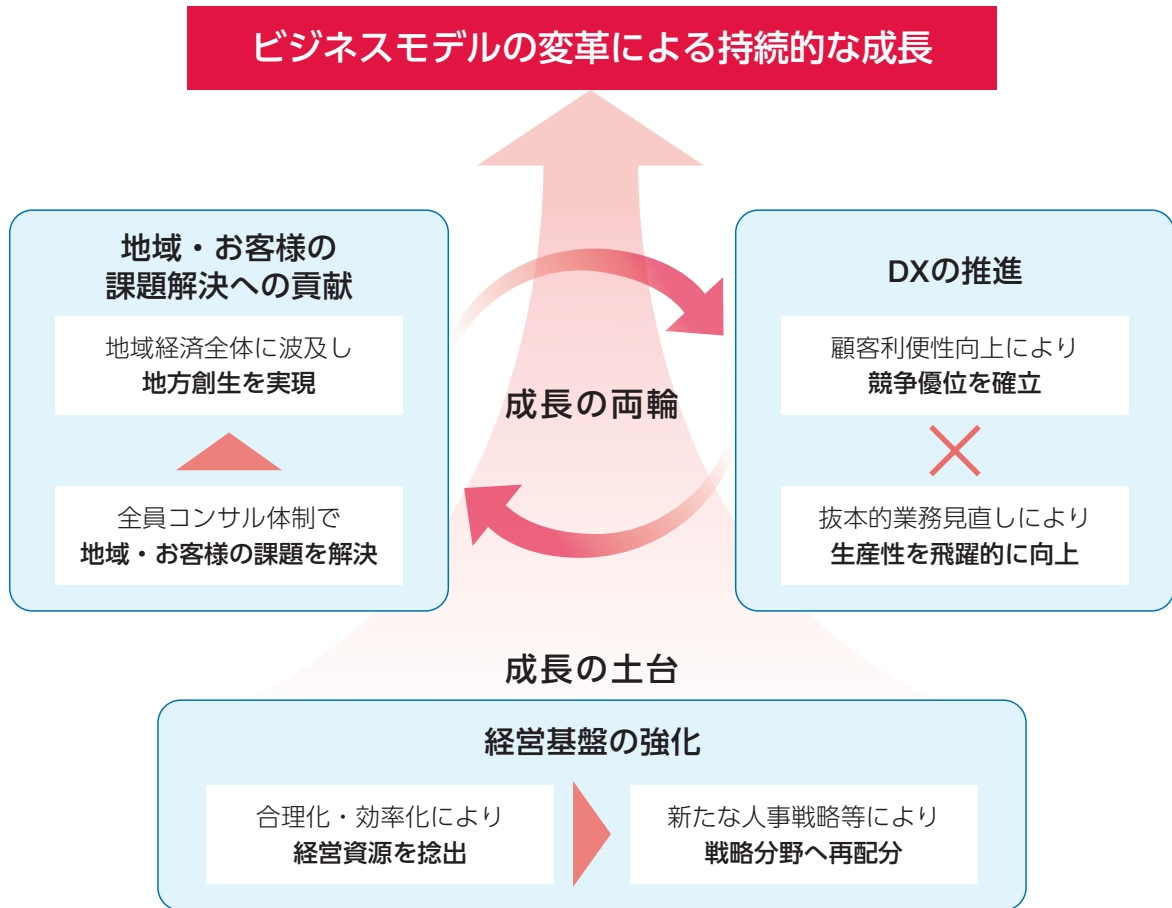 ビジネスモデルの変革による持続的な成長
地域・お客様の
課題解決への貢献
地域経済全体に波及し
地方創生を実現
全員コンサル体制で
地域・お客様の課題を解決
成長の両輪
DXの推進
顧客利便性向上により
競争優位を確立
抜本的業務見直しにより
生産性を飛躍的に向上
成長の土台
経営基盤の強化
合理化・効率化により
経営資源を捻出
新たな人事戦略等により
戦略分野へ再配分